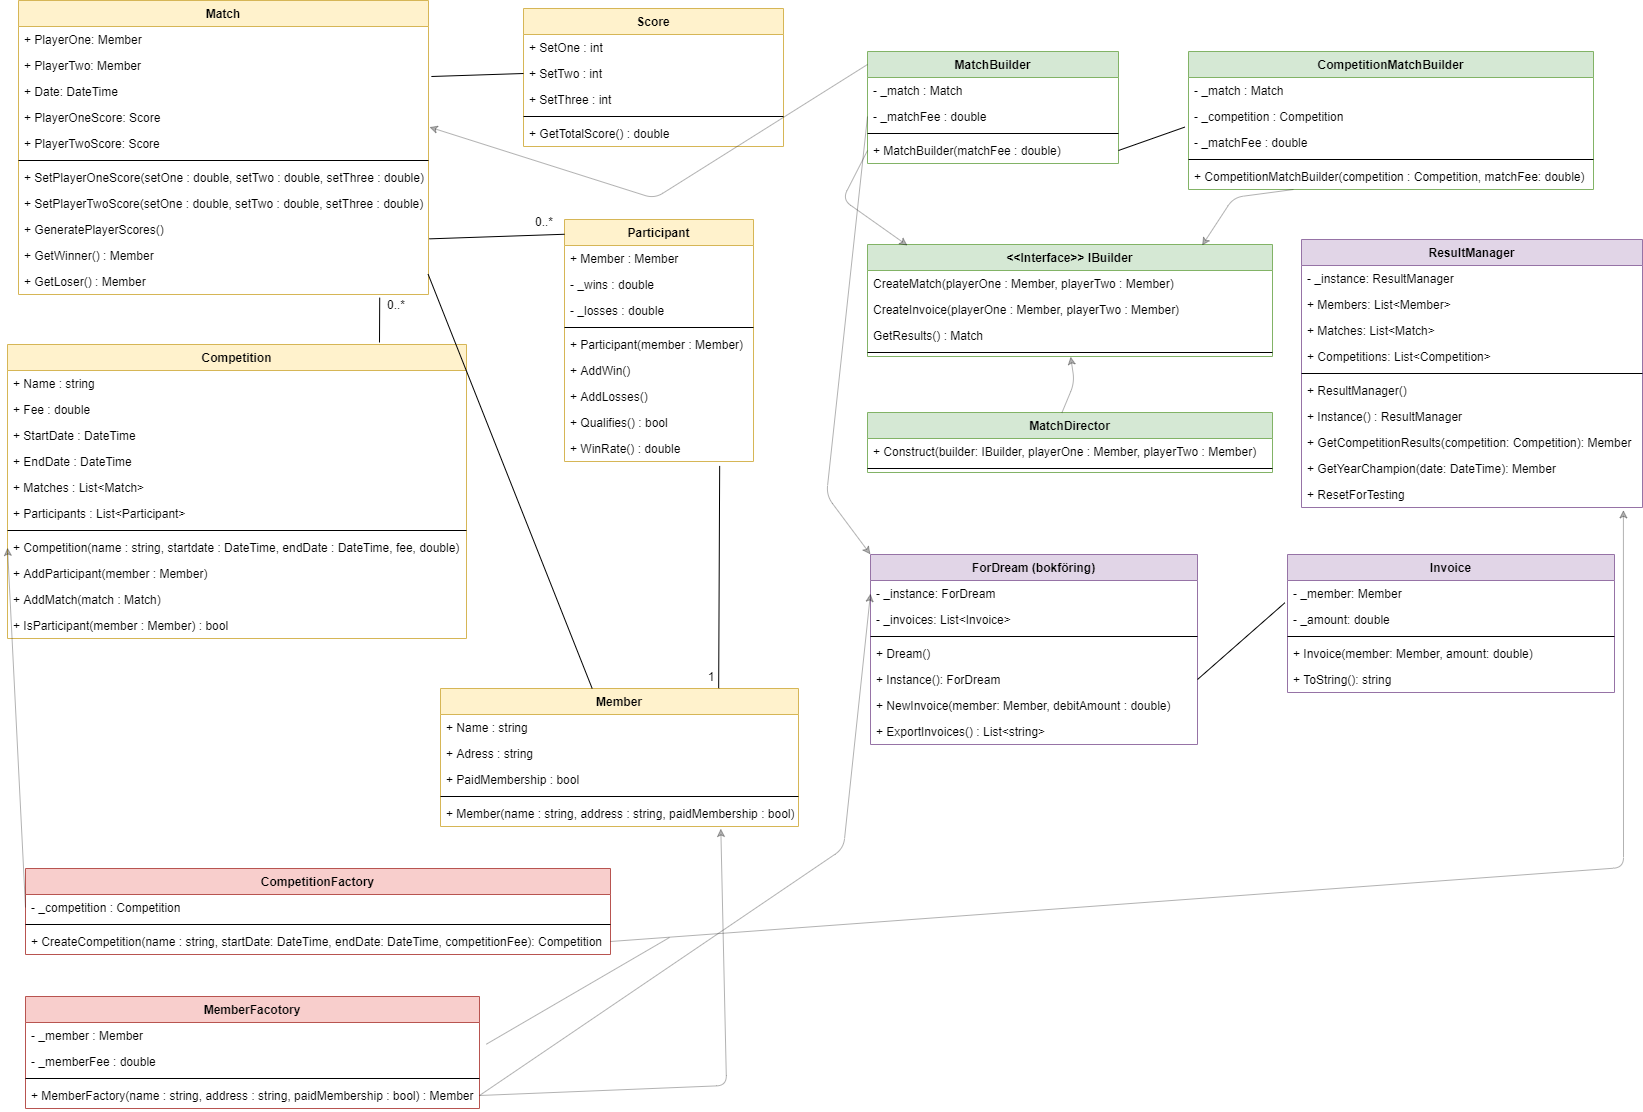 Match
+ PlayerOne: Member
+ PlayerTwo: Member
+ Date: DateTime
+ PlayerOneScore: Score
+ PlayerTwoScore: Score
+ SetPlayerOneScore(setOne : double, setTwo : double, setThree : double)
+ SetPlayerTwoScore(setOne : double, setTwo : double, setThree : double)
+ GeneratePlayerScores()
+ GetWinner() : Member
+ GetLoser() : Member
0..*
Score
+ SetOne : int
+ SetTwo : int
+ SetThree : int
+ GetTotalScore() : double
0..*
Participant
+ Member : Member
- _wins : double
- _losses : double
+ Participant(member : Member)
+ AddWin()
+ AddLosses()
+ Qualifies() : bool
+ WinRate() : double
1
Competition
+ Name : string
+ Fee : double
+ StartDate : DateTime
+ EndDate : DateTime
+ Matches : List<Match>
+ Participants : List<Participant>
+ Competition(name : string, startdate : DateTime, endDate : DateTime, fee, double)
+ AddParticipant(member : Member)
+ AddMatch(match : Match)
+ IsParticipant(member : Member) : bool
Member
+ Name : string
+ Adress : string
+ PaidMembership : bool
+ Member(name : string, address : string, paidMembership : bool)
CompetitionFactory
- _competition : Competition
+ CreateCompetition(name : string, startDate: DateTime, endDate: DateTime, competitionFee): Competition
MemberFacotory
- _member : Member
- _memberFee : double
+ MemberFactory(name : string, address : string, paidMembership : bool) : Member
MatchBuilder
- _match : Match
- _matchFee : double
+ MatchBuilder(matchFee : double)
CompetitionMatchBuilder
- _match : Match
- _competition : Competition
- _matchFee : double
+ CompetitionMatchBuilder(competition : Competition, matchFee: double)
<<Interface>> IBuilder
CreateMatch(playerOne : Member, playerTwo : Member)
CreateInvoice(playerOne : Member, playerTwo : Member)
GetResults() : Match
MatchDirector
+ Construct(builder: IBuilder, playerOne : Member, playerTwo : Member)
ResultManager
- _instance: ResultManager
+ Members: List<Member>
+ Matches: List<Match>
+ Competitions: List<Competition>
+ ResultManager()
+ Instance() : ResultManager
+ GetCompetitionResults(competition: Competition): Member
+ GetYearChampion(date: DateTime): Member
+ ResetForTesting
ForDream (bokföring)
- _instance: ForDream
- _invoices: List<Invoice>
+ Dream()
+ Instance(): ForDream
+ NewInvoice(member: Member, debitAmount : double)
+ ExportInvoices() : List<string>
Invoice
- _member: Member
- _amount: double
+ Invoice(member: Member, amount: double)
+ ToString(): string